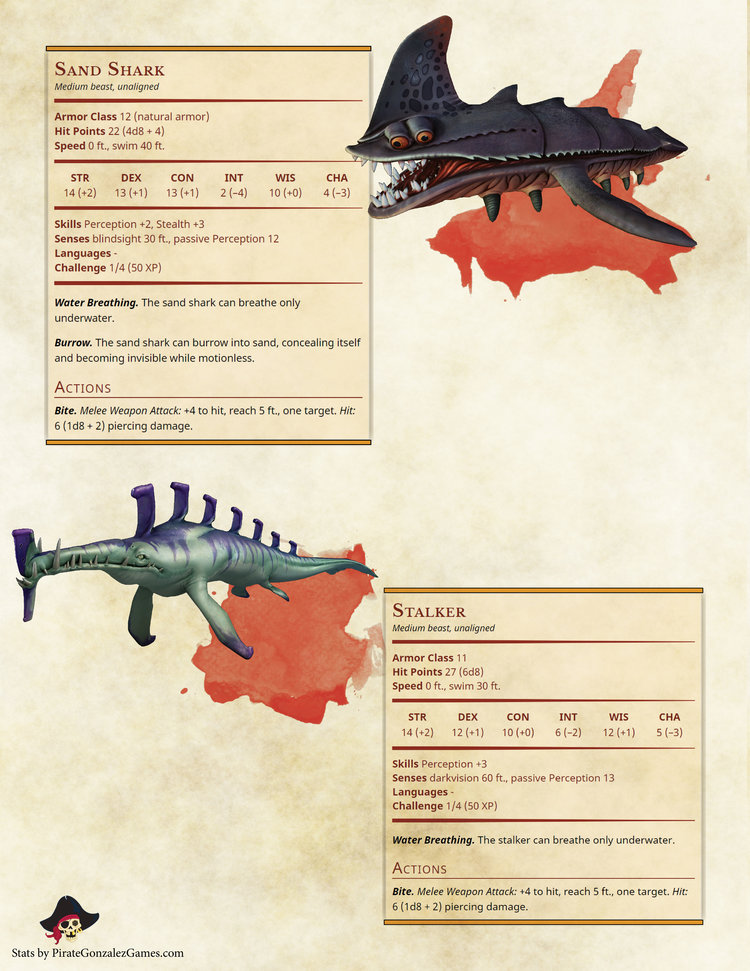 Sand Shark
Medium beast, unaligned
Armor Class 12 (natural armor)
Hit Points 22 (4d8 + 4)
Speed 0 ft., swim 40 ft.
STR DEX CON INT WIS CHA
14 (+2) 13 (+1) 13 (+1) 2 (–4) 10 (+0) 4 (–3)
Skills Perception +2, Stealth +3
Senses blindsight 30 ft., passive Perception 12
Languages -
Challenge 1/4 (50 XP)
Water Breathing. The sand shark can breathe only
underwater.
Burrow. The sand shark can burrow into sand, concealing itself
and becoming invisible while motionless.
Actions
Bite. Melee Weapon Attack: +4 to hit, reach 5 ft., one target. Hit:
6 (1d8 + 2) piercing damage.
Stalker
Medium beast, unaligned
Armor Class 11
Hit Points 27 (6d8)
Speed 0 ft., swim 30 ft.
STR DEX CON INT WIS CHA
14 (+2) 12 (+1) 10 (+0) 6 (–2) 12 (+1) 5 (–3)
Skills Perception +3
Senses darkvision 60 ft., passive Perception 13
Languages -
Challenge 1/4 (50 XP)
Water Breathing. The stalker can breathe only underwater.
Actions
Bite. Melee Weapon Attack: +4 to hit, reach 5 ft., one target. Hit:
6 (1d8 + 2) piercing damage.
Stats by PirateGonzalezGames.com